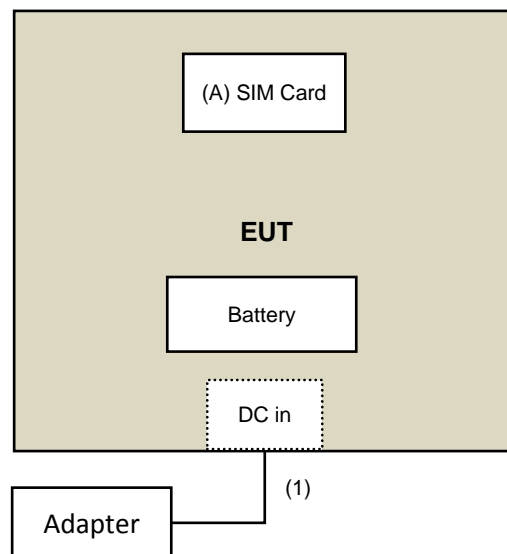 (A) SIM Card
EUT
Battery
DC in
(1)
Adapter